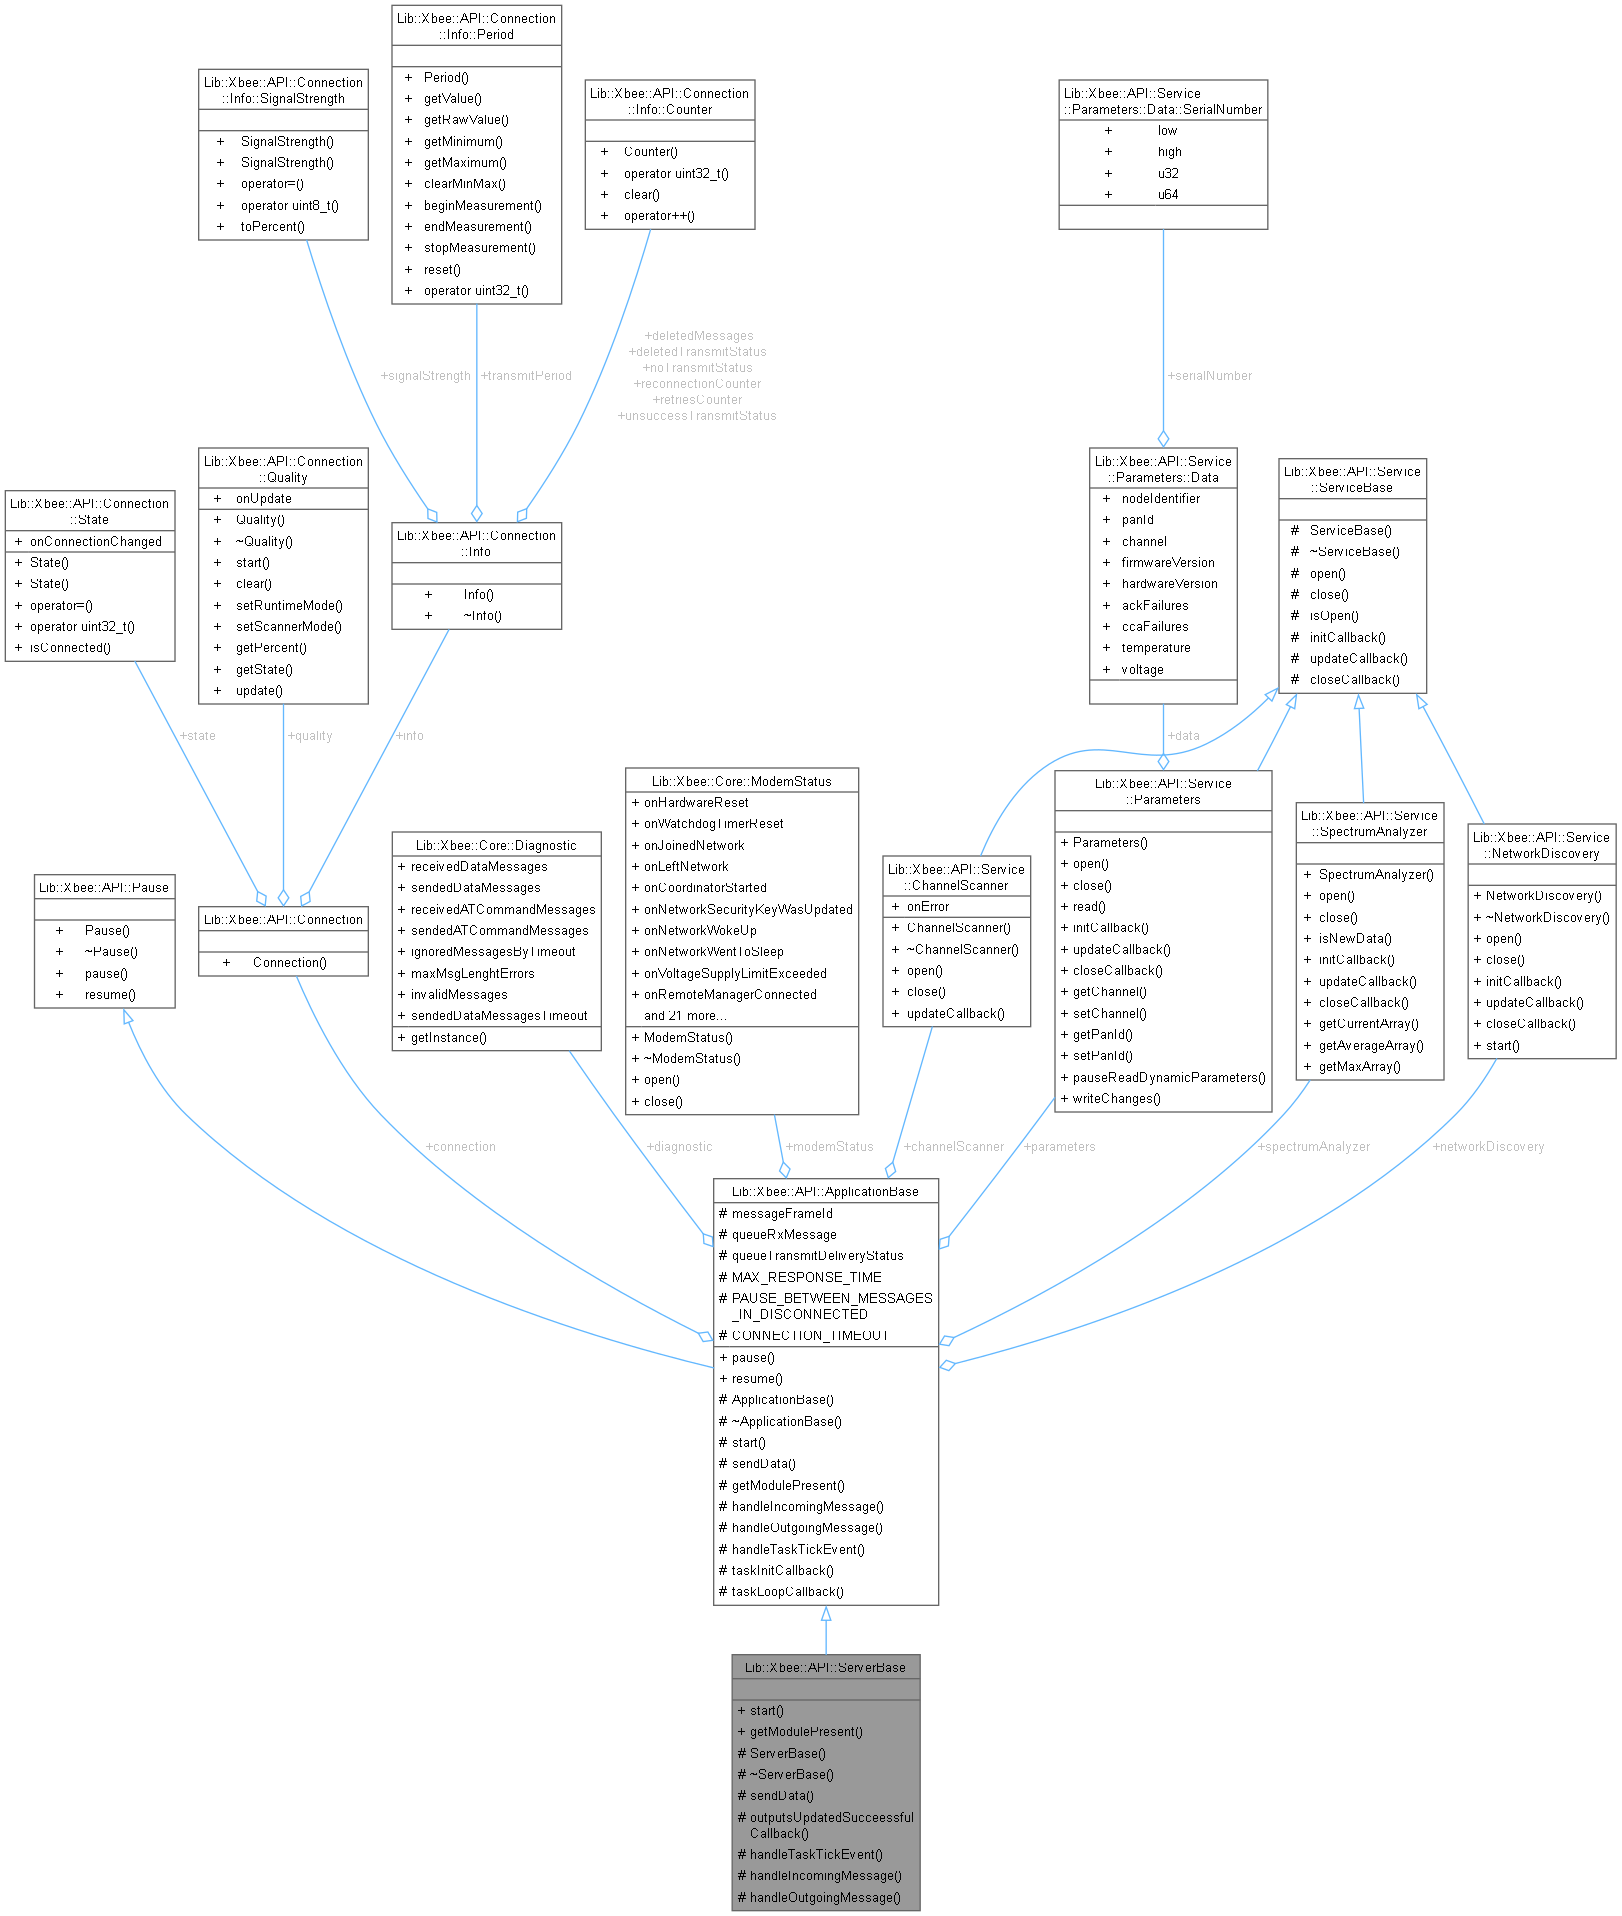 Lib::Xbee::API::Connection
::Info::Period
+ Period()
+ getValue()
+ getRawValue()
+ getMinimum()
+ getMaximum()
+ clearMinMax()
+ beginMeasurement()
+ endMeasurement()
+ stopMeasurement()
+ reset()
+ operator uint32_t()
Lib::Xbee::API::Connection
::Info::SignalStrength
+ SignalStrength()
+ SignalStrength()
+ operator=()
+ operator uint8_t()
+ toPercent()
Lib::Xbee::API::Connection
::Info::Counter
+ Counter()
+ operator uint32_t()
+ clear()
+ operator++()
Lib::Xbee::API::Service
::Parameters::Data::SerialNumber
+ low
+ high
+ u32
+ u64
+signalStrength
+transmitPeriod
+deletedMessages
+deletedTransmitStatus
+noTransmitStatus
+reconnectionCounter
+retriesCounter
+unsuccessTransmitStatus
+serialNumber
Lib::Xbee::API::Connection
::State
+ onConnectionChanged
+ State()
+ State()
+ operator=()
+ operator uint32_t()
+ isConnected()
Lib::Xbee::API::Connection
::Quality
+ onUpdate
+ Quality()
+ ~Quality()
+ start()
+ clear()
+ setRuntimeMode()
+ setScannerMode()
+ getPercent()
+ getState()
+ update()
Lib::Xbee::API::Connection
::Info
+ Info()
+ ~Info()
Lib::Xbee::API::Service
::Parameters::Data
+ nodeIdentifier
+ panId
+ channel
+ firmwareVersion
+ hardwareVersion
+ ackFailures
+ ccaFailures
+ temperature
+ voltage
Lib::Xbee::API::Service
::ServiceBase
# ServiceBase()
# ~ServiceBase()
# open()
# close()
# isOpen()
# initCallback()
# updateCallback()
# closeCallback()
+state
+quality
+info
+data
Lib::Xbee::API::Pause
+ Pause()
+ ~Pause()
+ pause()
+ resume()
Lib::Xbee::API::Connection
+ Connection()
Lib::Xbee::Core::Diagnostic
+ receivedDataMessages
+ sendedDataMessages
+ receivedATCommandMessages
+ sendedATCommandMessages
+ ignoredMessagesByTimeout
+ maxMsgLenghtErrors
+ invalidMessages
+ sendedDataMessagesTimeout
+ getInstance()
Lib::Xbee::Core::ModemStatus
+ onHardwareReset
+ onWatchdogTimerReset
+ onJoinedNetwork
+ onLeftNetwork
+ onCoordinatorStarted
+ onNetworkSecurityKeyWasUpdated
+ onNetworkWokeUp
+ onNetworkWentToSleep
+ onVoltageSupplyLimitExceeded
+ onRemoteManagerConnected
and 21 more...
+ ModemStatus()
+ ~ModemStatus()
+ open()
+ close()
Lib::Xbee::API::Service
::ChannelScanner
+ onError
+ ChannelScanner()
+ ~ChannelScanner()
+ open()
+ close()
+ updateCallback()
Lib::Xbee::API::Service
::Parameters
+ Parameters()
+ open()
+ close()
+ read()
+ initCallback()
+ updateCallback()
+ closeCallback()
+ getChannel()
+ setChannel()
+ getPanId()
+ setPanId()
+ pauseReadDynamicParameters()
+ writeChanges()
Lib::Xbee::API::Service
::SpectrumAnalyzer
+ SpectrumAnalyzer()
+ open()
+ close()
+ isNewData()
+ initCallback()
+ updateCallback()
+ closeCallback()
+ getCurrentArray()
+ getAverageArray()
+ getMaxArray()
Lib::Xbee::API::Service
::NetworkDiscovery
+ NetworkDiscovery()
+ ~NetworkDiscovery()
+ open()
+ close()
+ initCallback()
+ updateCallback()
+ closeCallback()
+ start()
+connection
+diagnostic
+modemStatus
+channelScanner
+parameters
+spectrumAnalyzer
+networkDiscovery
Lib::Xbee::API::ApplicationBase
# messageFrameId
# queueRxMessage
# queueTransmitDeliveryStatus
# MAX_RESPONSE_TIME
# PAUSE_BETWEEN_MESSAGES
_IN_DISCONNECTED
# CONNECTION_TIMEOUT
+ pause()
+ resume()
# ApplicationBase()
# ~ApplicationBase()
# start()
# sendData()
# getModulePresent()
# handleIncomingMessage()
# handleOutgoingMessage()
# handleTaskTickEvent()
# taskInitCallback()
# taskLoopCallback()
Lib::Xbee::API::ServerBase
+ start()
+ getModulePresent()
# ServerBase()
# ~ServerBase()
# sendData()
# outputsUpdatedSucceessful
Callback()
# handleTaskTickEvent()
# handleIncomingMessage()
# handleOutgoingMessage()